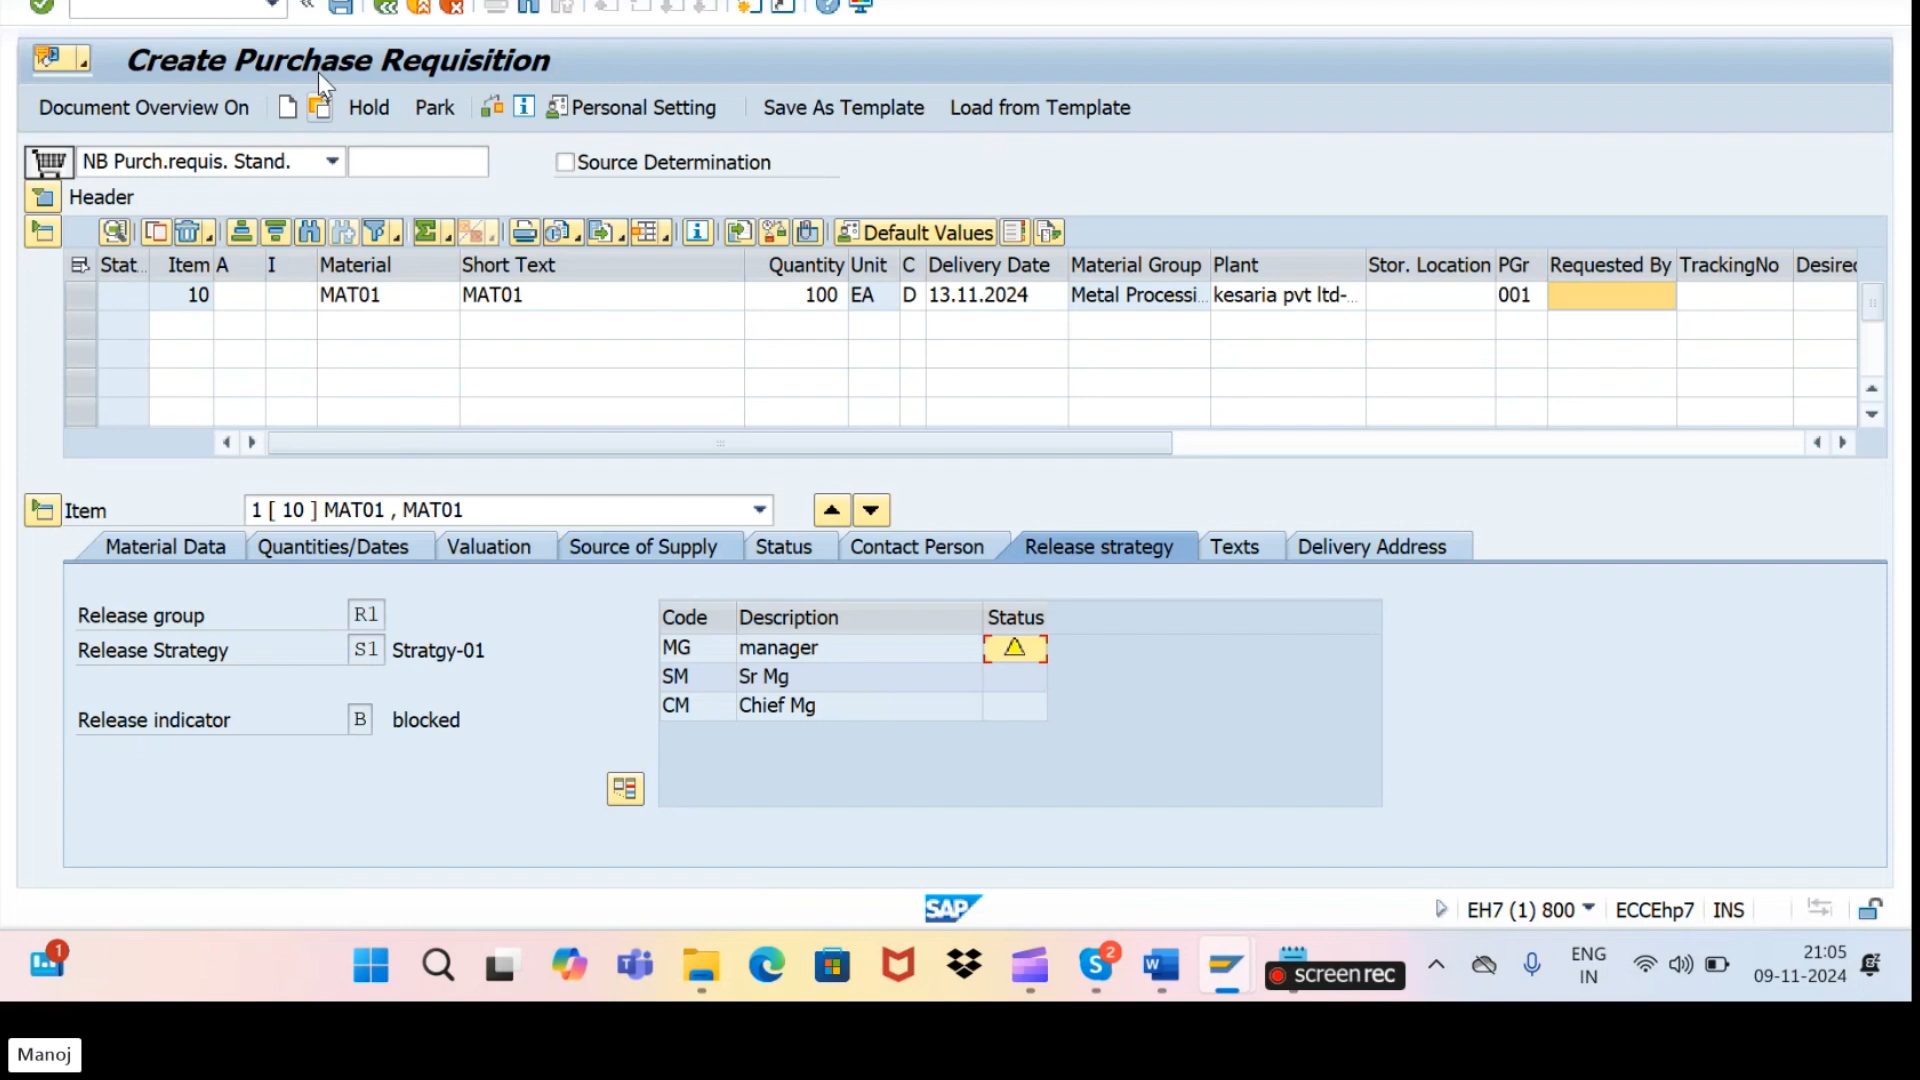 Create Purchase Requisition
Document Overview On Hold Park Personal Setting Save As Template Load from Template
NB Purch.requis. Stand. Source Determination
Header
Default Values
Stat... Item A I Material Short Text Quantity Unit C Delivery Date Material Group Plant Stor. Location PGr Requested By TrackingNo Desired
10 MAT01 MAT01 100 EA D 13.11.2024 Metal Processi... kesaria pvt ltd-... 001
Item 1 [ 10 ] MAT01 , MAT01
Material Data Quantities/Dates Valuation Source of Supply Status Contact Person Release strategy Texts Delivery Address
Release group R1
Release Strategy S1 Stratgy-01
Release indicator B blocked
Code Description Status
MG manager
SM Sr Mg
CM Chief Mg
SAP EH7 (1) 800 ECCEhp7 INS
1 2 screenrec ENG IN 21:05
09-11-2024
Manoj